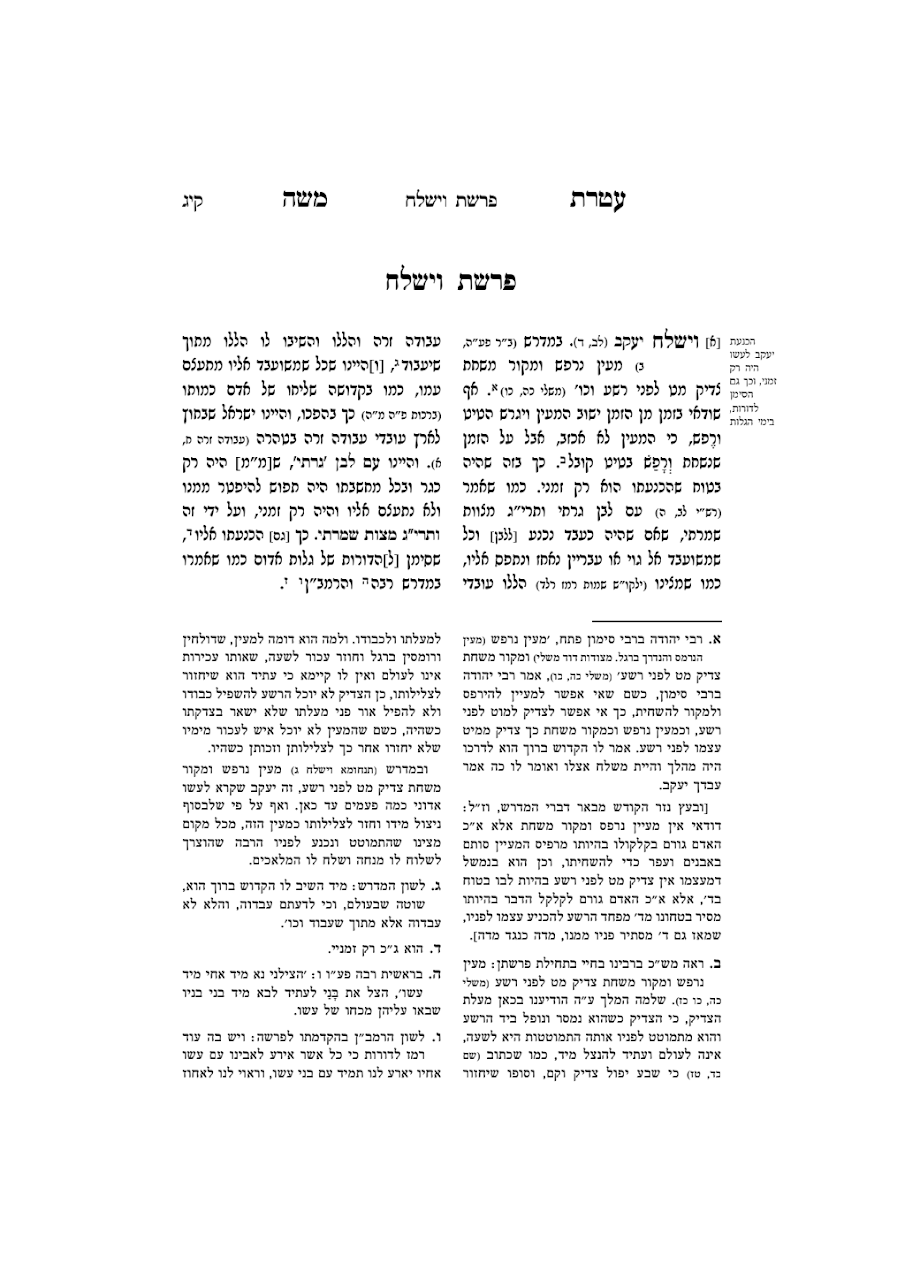 עטרת פרשת וישלח משה קיג
פרשת וישלח
הכנעת
יעקב לעשו
היה רק
זמני, וכך גם
הסימן
לדורות,
בימי הגלות
[א] וישלח יעקב (לב, ד). במדרש (ב״ר פע״ה,
ב) מעין נרפש ומקור משחת
צדיק מט לפני רשע וכו׳ (משלי כה, כו)א. אף
שודאי בזמן מן הזמן ישוב המעין ויגרש הטיט
ורֶפש, כי המעין לא אכזב, אבל על הזמן
שנשחת וְרָפַשׁ בטיט קובלב. כך בזה שהיה
בטוח שהכנעתו הוא רק זמני. כמו שאמר
(רש״י לב, ה) עם לבן גרתי ותרי״ג מצוות
שמרתי, שאם שהיה כעבד נכנע [ללבן] וכל
שמשועבד אל גוי או עבריין נאחז ונתפס אליו,
כמו שמצינו (ילקו״ש שמות רמז רלד) הללו עובדי
עבודה זרה והללו והשיבו לו הללו מתוך
שיעבודג, [ו]היינו שכל שמשועבד אליו מתעצם
עמו, כמו בקדושה שלוחו של אדם כמותו
(ברכות פ״ה מ״ה) כך בהפכו, והיינו ישראל שבחוץ
לארץ עובדי עבודה זרה בטהרה (עבודה זרה ח,
א). והיינו עם לבן ׳גרתי׳, ש[מ״מ] היה רק
כגר ובכל מחשבתו היה תפוש להיפטר ממנו
ולא נתעצם אליו והיה רק זמני, ועל ידי זה
ותרי״ג מצות שמרתי. כך [גם] הכנעתו אליוד,
שסימן [ל]הדורות של גלות אדום כמו שאמרו
במדרש רבהה והרמב״ןו ז.
א. רבי יהודה ברבי סימון פתח, ׳מעין נרפש (מעין
הנרמס והנדרך ברגל. מצודות דוד משלי) ומקור משחת
צדיק מט לפני רשע׳ (משלי כה, כו), אמר רבי יהודה
ברבי סימון, כשם שאי אפשר למעיין להירפס
ולמקור להשחית, כך אי אפשר לצדיק למוט לפני
רשע, וכמעין נרפש וכמקור משחת כך צדיק ממיט
עצמו לפני רשע. אמר לו הקדוש ברוך הוא לדרכו
היה מהלך והיית משלח אצלו ואומר לו כה אמר
עבדך יעקב.
[ובעץ נזר הקודש מבאר דברי המדרש, וז״ל:
דודאי אין מעיין נרפס ומקור משחת אלא א״כ
האדם גורם בקלקולו בהיותו מרפיס המעיין סותם
באבנים ועפר כדי להשחיתו, וכן הוא בנמשל
דמעצמו אין צדיק מט לפני רשע בהיות לבו בטוח
בד׳, אלא א״כ האדם גורם לקלקל הדבר בהיותו
מסיר בטחונו מד׳ מפחד הרשע להכניע עצמו לפניו,
שמאז גם ד׳ מסתיר פניו ממנו, מדה כנגד מדה].
ב. ראה מש״כ ברבינו בחיי בתחילת פרשתן: מעין
נרפש ומקור משחת צדיק מט לפני רשע (משלי
כה, כו כז). שלמה המלך ע״ה הודיענו בכאן מעלת
הצדיק, כי הצדיק כשהוא נמסר ונופל ביד הרשע
והוא מתמוטט לפניו אותה התמוטטות היא לשעה,
אינה לעולם ועתיד להנצל מיד, כמו שכתוב (שם
כד, טז) כי שבע יפול צדיק וקם, וסופו שיחזור
למעלתו ולכבודו. ולמה הוא דומה למעין, שדולחין
ורומסין ברגל וחוזר עכור לשעה, שאותו עכירות
אינו לעולם ואין לו קיימא כי עתיד הוא שיחזור
לצלילותו, כן הצדיק לא יוכל הרשע להשפיל כבודו
ולא להפיל אור פני מעלתו שלא ישאר בצדקתו
כשהיה, כשם שהמעין לא יוכל איש לעכור מימיו
שלא יחזרו אחר כך לצלילותן וזכותן כשהיו.
ובמדרש (תנחומא וישלח ג) מעין נרפש ומקור
משחת צדיק מט לפני רשע, זה יעקב שקרא לעשו
אדוני כמה פעמים עד כאן. ואף על פי שלבסוף
ניצול מידו וחזר לצלילותו כמעין הזה, מכל מקום
מצינו שהתמוטט ונכנע לפניו הרבה שהוצרך
לשלוח לו מנחה ושלח לו המלאכים.
ג. לשון המדרש: מיד השיב לו הקדוש ברוך הוא,
שוטה שבעולם, וכי לדעתם עבדוה, והלא לא
עבדוה אלא מתוך שעבוד וכו׳.
ד. הוא ג״כ רק זמניי.
ה. בראשית רבה פע״ו ו: ׳הצילני נא מיד אחי מיד
עשו׳, הצל את בָּנַי לעתיד לבא מיד בני בניו
שבאו עליהן מכחו של עשו.
ו. לשון הרמב״ן בהקדמתו לפרשה: ויש בה עוד
רמז לדורות כי כל אשר אירע לאבינו עם עשו
אחיו יארע לנו תמיד עם בני עשו, וראוי לנו לאחוז